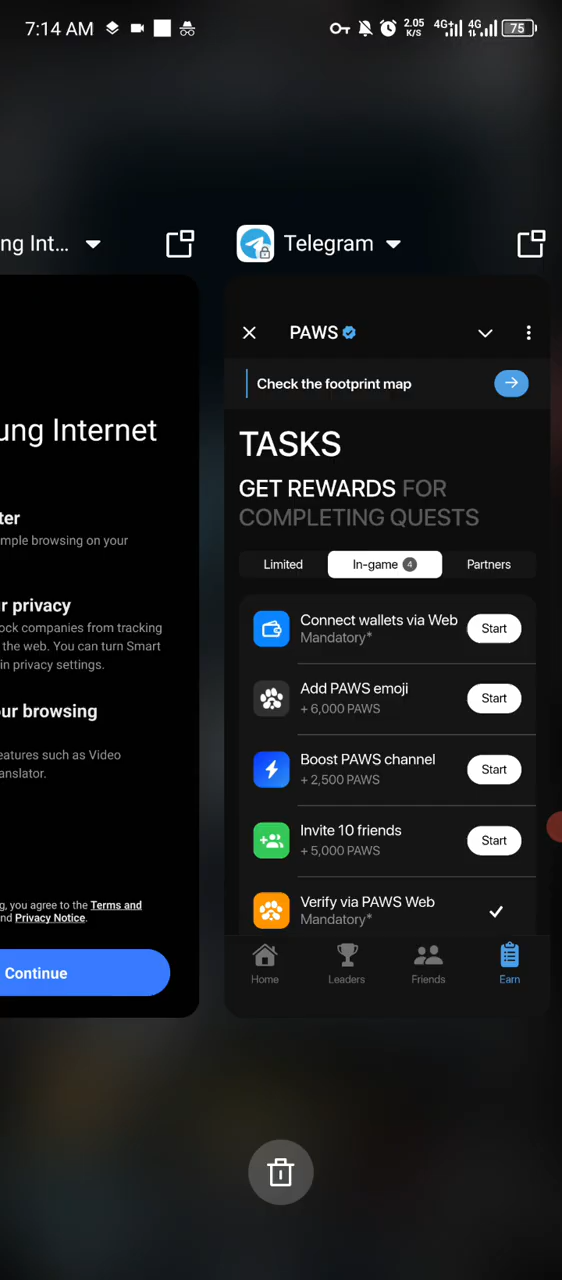 7:14 AM
2.05 K/S
4G+
4G
75
ng Int...
Telegram
ung Internet
ter
mple browsing on your
r privacy
ock companies from tracking
the web. You can turn Smart
in privacy settings.
our browsing
eatures such as Video
anslator.
g, you agree to the Terms and
nd Privacy Notice.
Continue
PAWS
Check the footprint map
TASKS
GET REWARDS FOR
COMPLETING QUESTS
Limited
In-game 4
Partners
Connect wallets via Web
Mandatory*
Start
Add PAWS emoji
+ 6,000 PAWS
Start
Boost PAWS channel
+ 2,500 PAWS
Start
Invite 10 friends
+ 5,000 PAWS
Start
Verify via PAWS Web
Mandatory*
Home
Leaders
Friends
Earn